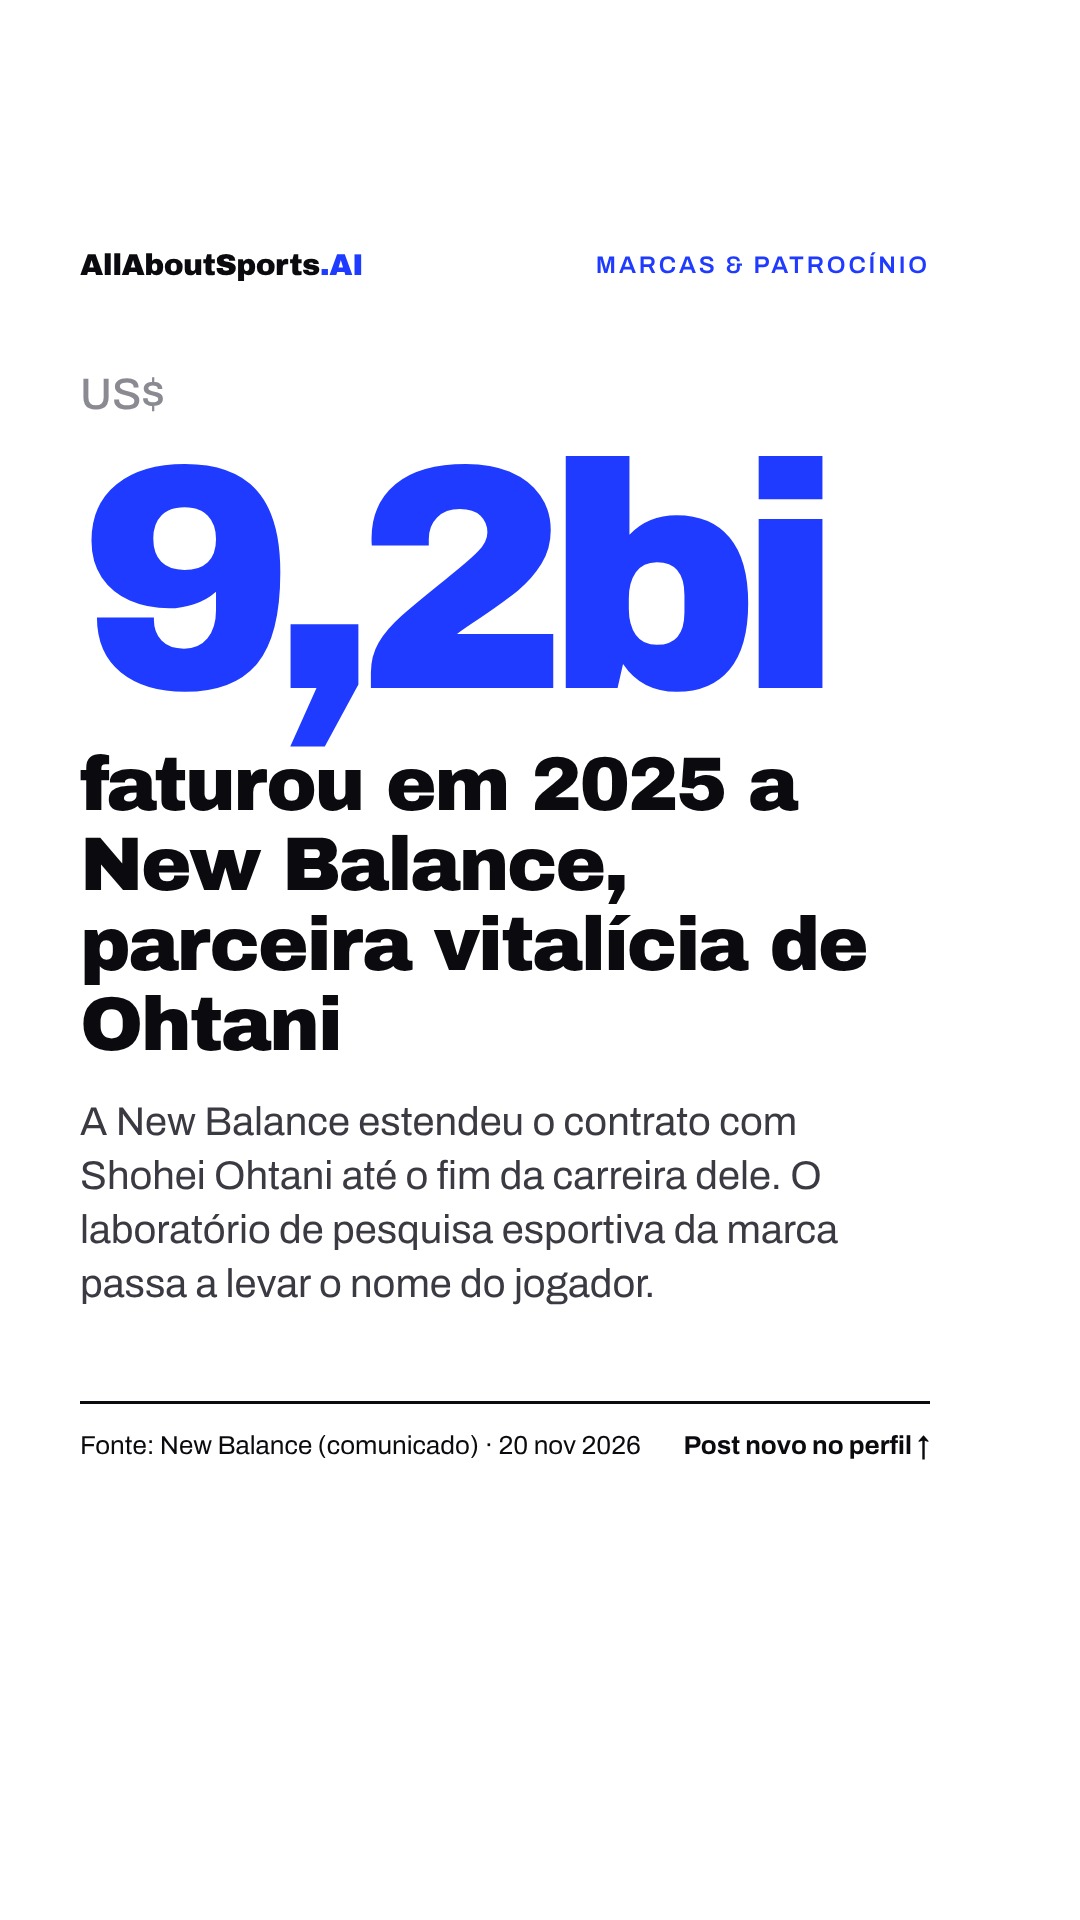 AllAboutSports.AI
MARCAS & PATROCÍNIO
US$
9,2bi
faturou em 2025 a
New Balance,
parceira vitalícia de
Ohtani
A New Balance estendeu o contrato com
Shohei Ohtani até o fim da carreira dele. O
laboratório de pesquisa esportiva da marca
passa a levar o nome do jogador.
Fonte: New Balance (comunicado) · 20 nov 2026
Post novo no perfil ↑